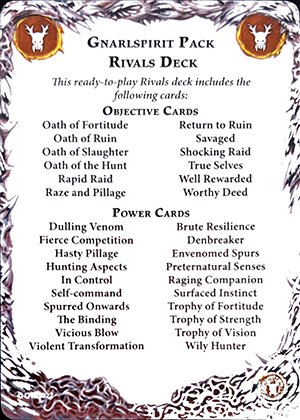 Gnarlspirit Pack
Rivals Deck
This ready-to-play Rivals deck includes the
following cards:
Objective Cards
Oath of Fortitude
Oath of Ruin
Oath of Slaughter
Oath of the Hunt
Rapid Raid
Raze and Pillage
Return to Ruin
Savaged
Shocking Raid
True Selves
Well Rewarded
Worthy Deed
Power Cards
Dulling Venom
Fierce Competition
Hasty Pillage
Hunting Aspects
In Control
Self-command
Spurred Onwards
The Binding
Vicious Blow
Violent Transformation
Brute Resilience
Denbreaker
Envenomed Spurs
Preternatural Senses
Raging Companion
Surfaced Instinct
Trophy of Fortitude
Trophy of Strength
Trophy of Vision
Wily Hunter